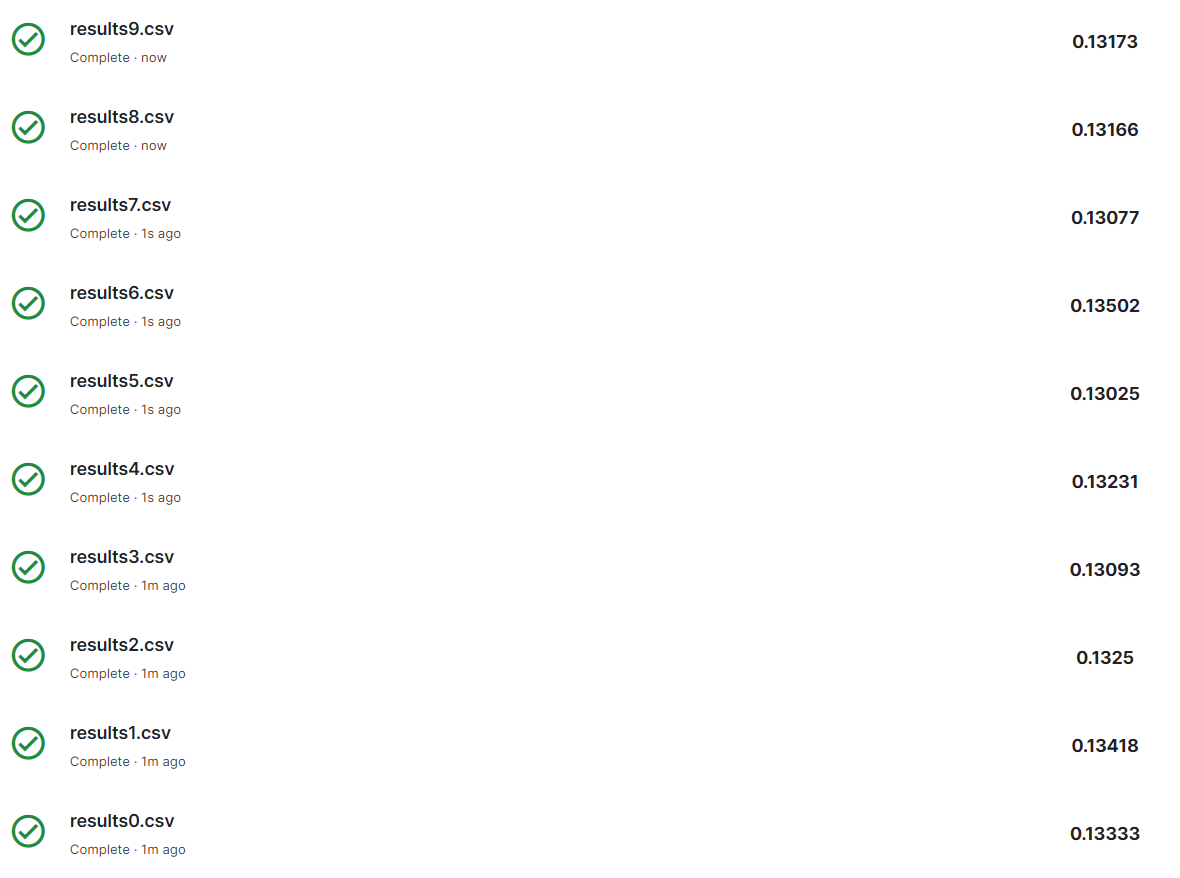 results9.csv
0.13173
Complete · now
results8.csv
0.13166
Complete · now
results7.csv
0.13077
Complete · 1s ago
results6.csv
0.13502
Complete · 1s ago
results5.csv
0.13025
Complete · 1s ago
results4.csv
0.13231
Complete · 1s ago
results3.csv
0.13093
Complete · 1m ago
results2.csv
0.1325
Complete · 1m ago
results1.csv
0.13418
Complete · 1m ago
results0.csv
0.13333
Complete · 1m ago